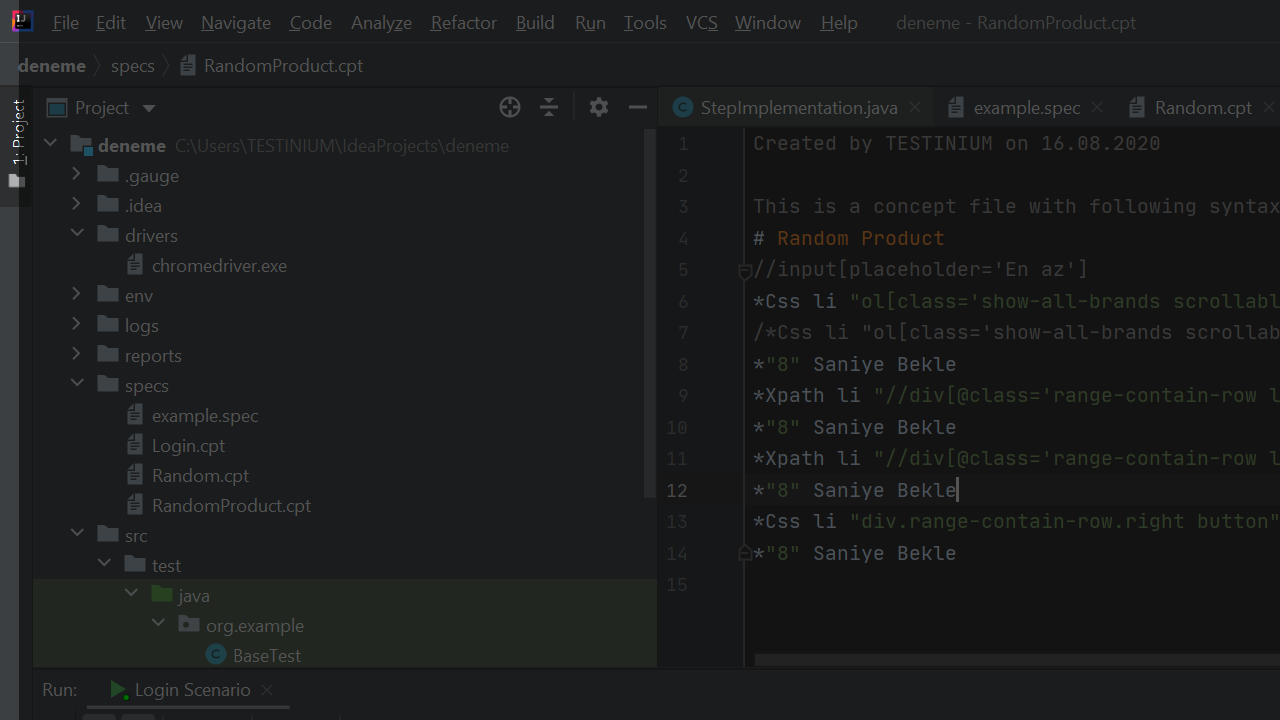 File Edit View Navigate Code Analyze Refactor Build Run Tools VCS Window Help deneme - RandomProduct.cpt
deneme specs RandomProduct.cpt
1: Project
Project
deneme C:\Users\TESTINIUM\IdeaProjects\deneme
.gauge
.idea
drivers
chromedriver.exe
env
logs
reports
specs
example.spec
Login.cpt
Random.cpt
RandomProduct.cpt
src
test
java
org.example
BaseTest
StepImplementation.java example.spec Random.cpt
1 Created by TESTINIUM on 16.08.2020
2
3 This is a concept file with following syntax
4 # Random Product
5 //input[placeholder='En az']
6 *Css li "ol[class='show-all-brands scrollabl
7 /*Css li "ol[class='show-all-brands scrollab
8 *"8" Saniye Bekle
9 *Xpath li "//div[@class='range-contain-row l
10 *"8" Saniye Bekle
11 *Xpath li "//div[@class='range-contain-row l
12 *"8" Saniye Bekle
13 *Css li "div.range-contain-row.right button"
14 *"8" Saniye Bekle
15
Run: Login Scenario